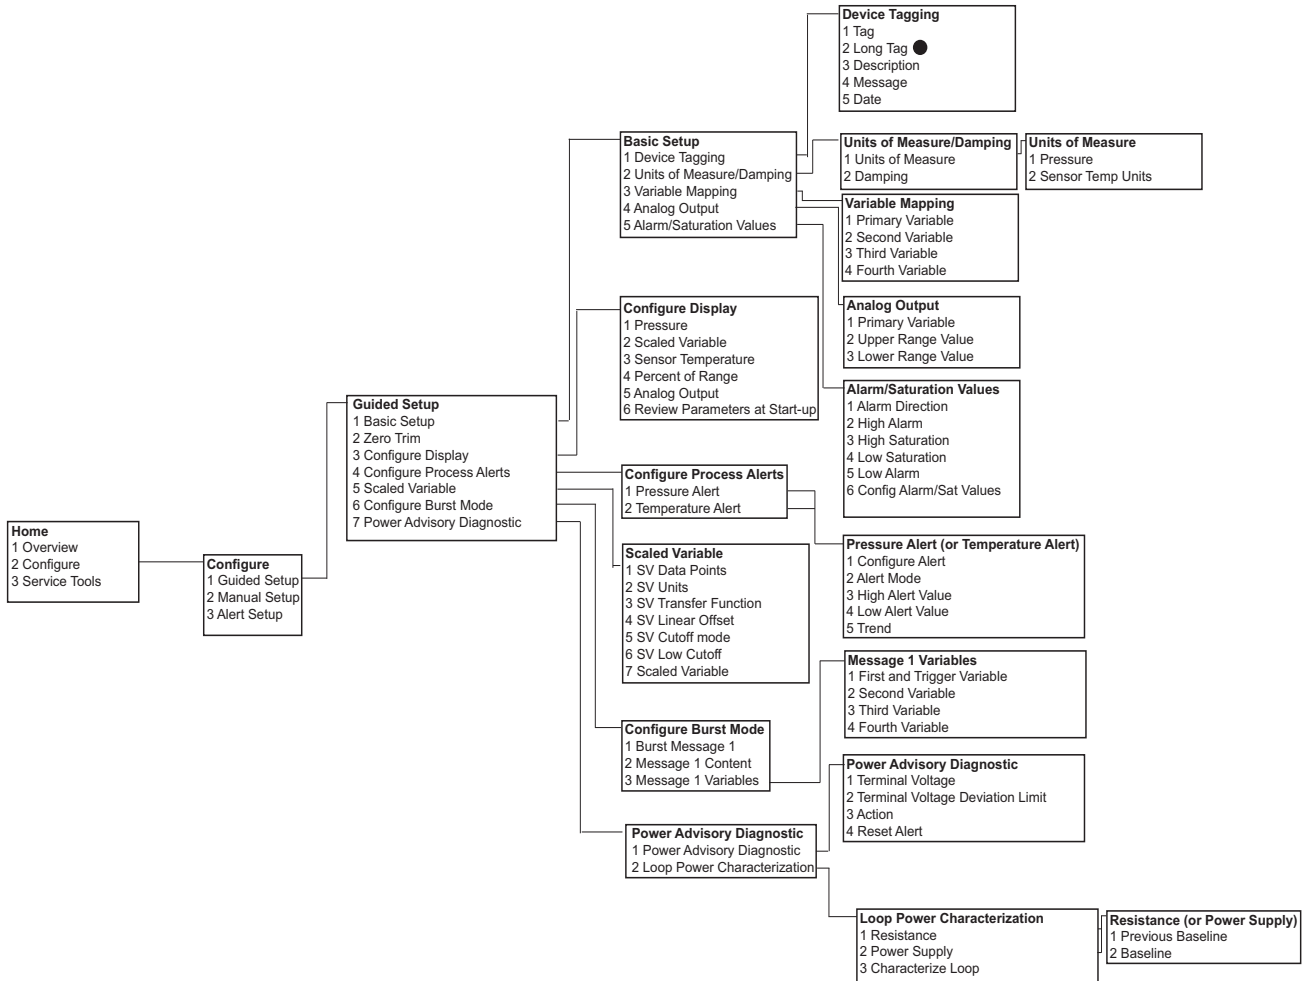 Home
1 Overview
2 Configure
3 Service Tools
Configure
1 Guided Setup
2 Manual Setup
3 Alert Setup
Guided Setup
1 Basic Setup
2 Zero Trim
3 Configure Display
4 Configure Process Alerts
5 Scaled Variable
6 Configure Burst Mode
7 Power Advisory Diagnostic
Basic Setup
1 Device Tagging
2 Units of Measure/Damping
3 Variable Mapping
4 Analog Output
5 Alarm/Saturation Values
Configure Display
1 Pressure
2 Scaled Variable
3 Sensor Temperature
4 Percent of Range
5 Analog Output
6 Review Parameters at Start-up
Configure Process Alerts
1 Pressure Alert
2 Temperature Alert
Scaled Variable
1 SV Data Points
2 SV Units
3 SV Transfer Function
4 SV Linear Offset
5 SV Cutoff mode
6 SV Low Cutoff
7 Scaled Variable
Configure Burst Mode
1 Burst Message 1
2 Message 1 Content
3 Message 1 Variables
Power Advisory Diagnostic
1 Power Advisory Diagnostic
2 Loop Power Characterization
Device Tagging
1 Tag
2 Long Tag
3 Description
4 Message
5 Date
Units of Measure/Damping
1 Units of Measure
2 Damping
Units of Measure
1 Pressure
2 Sensor Temp Units
Variable Mapping
1 Primary Variable
2 Second Variable
3 Third Variable
4 Fourth Variable
Analog Output
1 Primary Variable
2 Upper Range Value
3 Lower Range Value
Alarm/Saturation Values
1 Alarm Direction
2 High Alarm
3 High Saturation
4 Low Saturation
5 Low Alarm
6 Config Alarm/Sat Values
Pressure Alert (or Temperature Alert)
1 Configure Alert
2 Alert Mode
3 High Alert Value
4 Low Alert Value
5 Trend
Message 1 Variables
1 First and Trigger Variable
2 Second Variable
3 Third Variable
4 Fourth Variable
Power Advisory Diagnostic
1 Terminal Voltage
2 Terminal Voltage Deviation Limit
3 Action
4 Reset Alert
Loop Power Characterization
1 Resistance
2 Power Supply
3 Characterize Loop
Resistance (or Power Supply)
1 Previous Baseline
2 Baseline